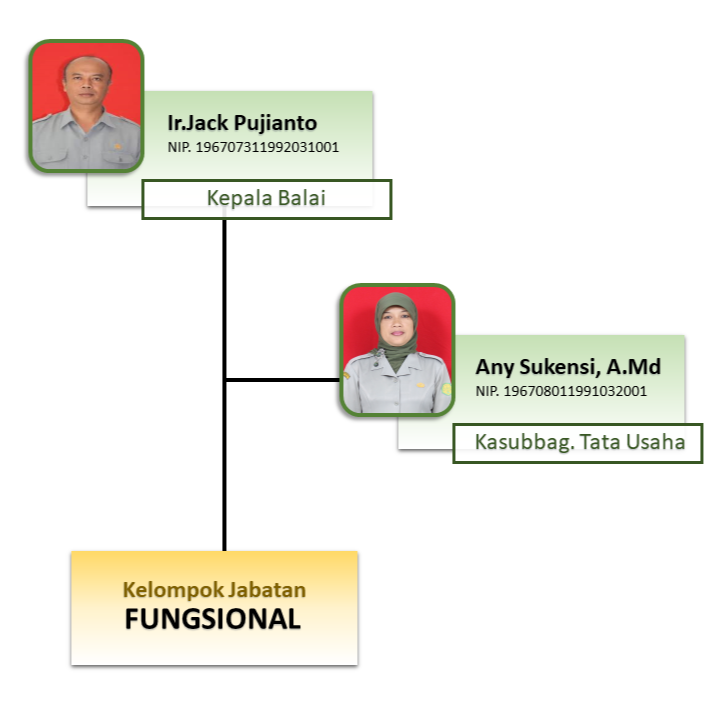 Ir.Jack Pujianto
NIP. 196707311992031001
Kepala Balai
Any Sukensi, A.Md
NIP. 196708011991032001
Kasubbag. Tata Usaha
Kelompok Jabatan
FUNGSIONAL